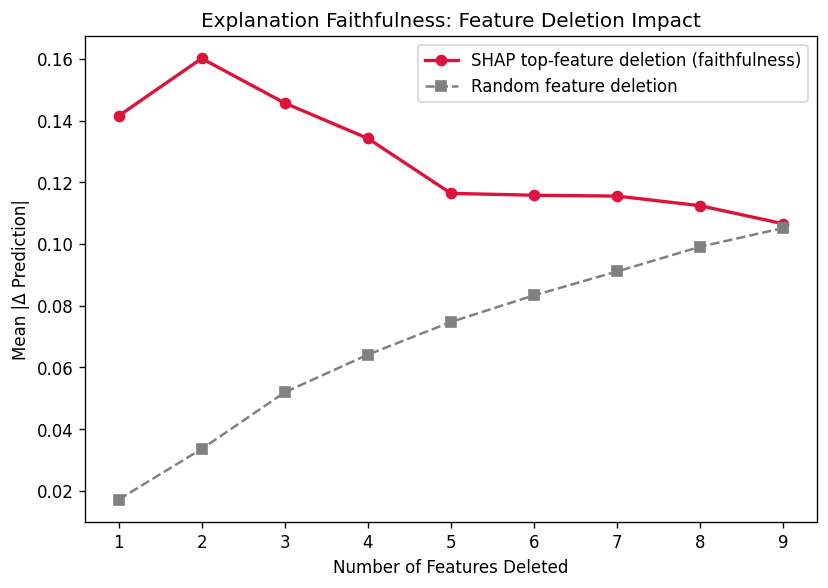 Explanation Faithfulness: Feature Deletion Impact
SHAP top-feature deletion (faithfulness)
Random feature deletion
Mean |Δ Prediction|
0.16
0.14
0.12
0.10
0.08
0.06
0.04
0.02
1 2 3 4 5 6 7 8 9
Number of Features Deleted